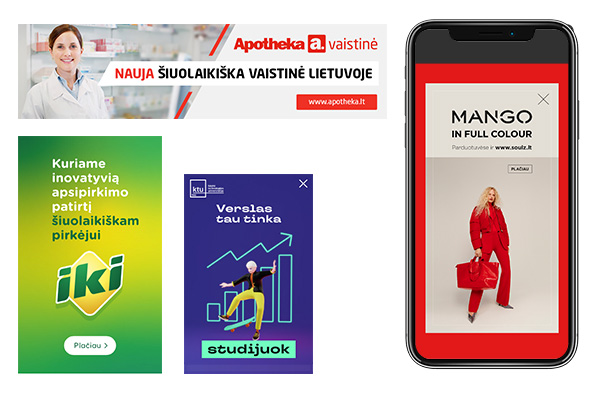 Apotheka a. vaistinė
NAUJA ŠIUOLAIKIŠKA VAISTINĖ LIETUVOJE
www.apotheka.lt
Kuriame
inovatyvią
apsipirkimo
patirtį
šiuolaikiškam
pirkėjui
iki
Plačiau
ktu
Verslas
tau tinka
studijuok
MANGO
IN FULL COLOUR
Parduotuvėse ir www.soulz.lt
PLAČIAU